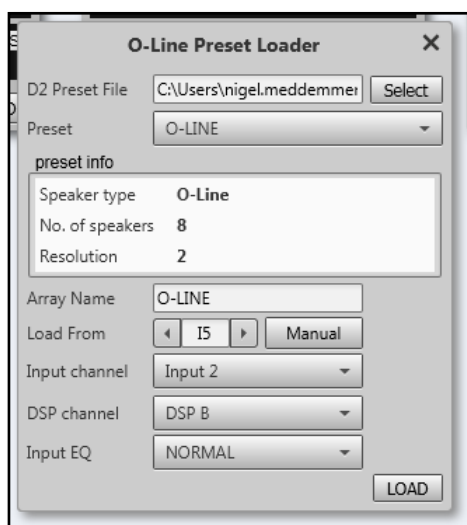 O-Line Preset Loader
D2 Preset File C:\Users\nigel.meddemmer Select
Preset O-LINE
preset info
Speaker type O-Line
No. of speakers 8
Resolution 2
Array Name O-LINE
Load From I5 Manual
Input channel Input 2
DSP channel DSP B
Input EQ NORMAL
LOAD